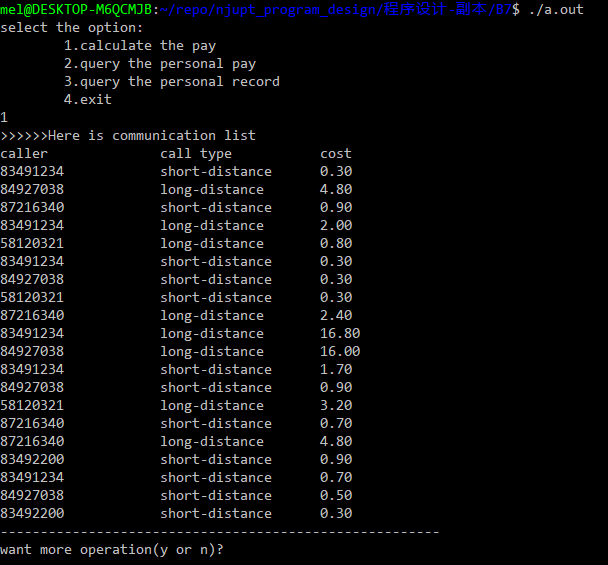 mel@DESKTOP-M6QCMJB:~/repo/njupt_program_design/程序设计-副本/B7$ ./a.out
select the option:
        1.calculate the pay
        2.query the personal pay
        3.query the personal record
        4.exit
1
>>>>>>Here is communication list
caller              call type           cost
83491234            short-distance      0.30
84927038            long-distance       4.80
87216340            short-distance      0.90
83491234            long-distance       2.00
58120321            long-distance       0.80
83491234            short-distance      0.30
84927038            short-distance      0.30
58120321            short-distance      0.30
87216340            long-distance       2.40
83491234            long-distance       16.80
84927038            long-distance       16.00
83491234            short-distance      1.70
84927038            short-distance      0.90
58120321            long-distance       3.20
87216340            short-distance      0.70
87216340            long-distance       4.80
83492200            short-distance      0.90
83491234            short-distance      0.70
84927038            short-distance      0.50
83492200            short-distance      0.30
-------------------------------------------------------
want more operation(y or n)?